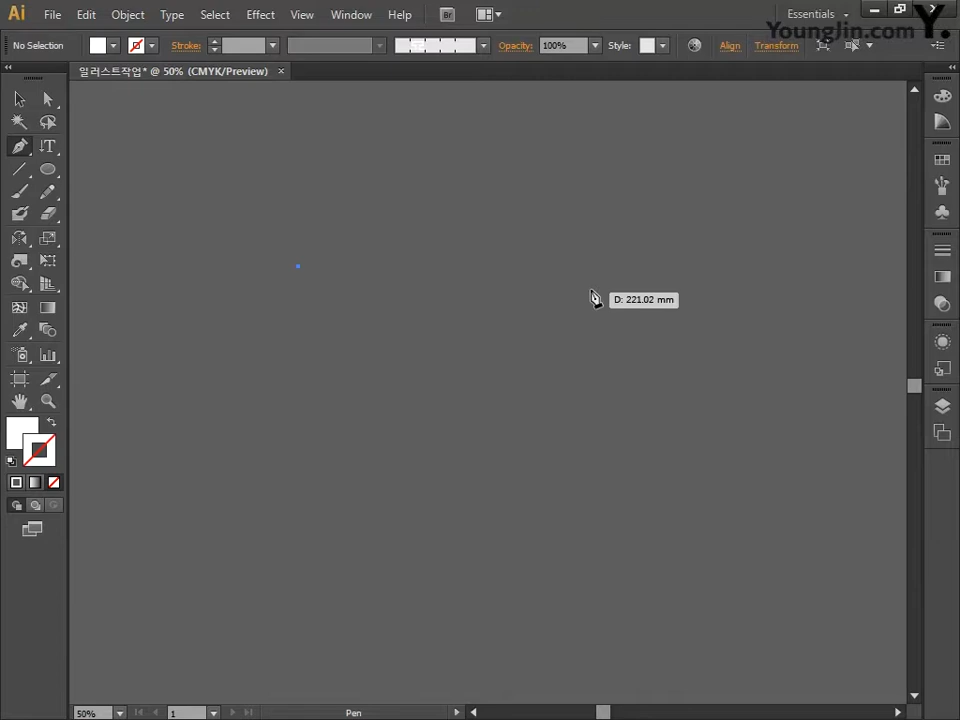 Ai File Edit Object Type Select Effect View Window Help Br Essentials
YoungJin.com Y.
No Selection Stroke: Opacity: 100% Style: Align Transform
일러스트작업* @ 50% (CMYK/Preview) ×
T
D: 221.02 mm
50% 1 Pen